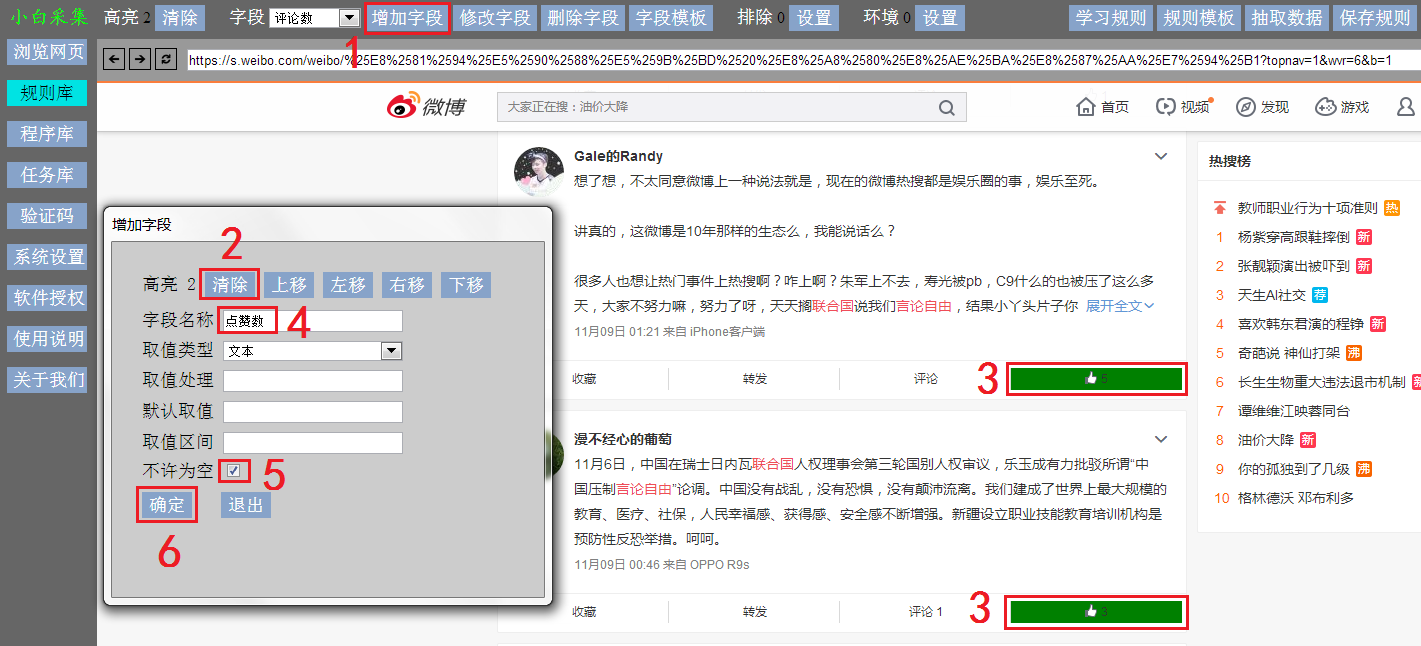 小白采集 高亮 2 清除 字段 评论数 增加字段 修改字段 删除字段 字段模板 排除 0 设置 环境 0 设置 学习规则 规则模板 抽取数据 保存规则
1
浏览网页
规则库
程序库
任务库
验证码
系统设置
软件授权
使用说明
关于我们
https://s.weibo.com/weibo/%25E8%2581%2594%25E5%2590%2588%25E5%259B%25BD%2520%25E8%25A8%2580%25E8%25AE%25BA%25E8%2587%25AA%25E7%2594%25B1?topnav=1&wvr=6&b=1
微博 大家正在搜：油价大降 首页 视频 发现 游戏
增加字段
2
高亮 2 清除 上移 左移 右移 下移
字段名称 点赞数 4
取值类型 文本
取值处理
默认取值
取值区间
不许为空 5
确定 退出
6
Gale的Randy
想了想，不太同意微博上一种说法就是，现在的微博热搜都是娱乐圈的事，娱乐至死。
讲真的，这微博是10年那样的生态么，我能说话么？
很多人也想让热门事件上热搜啊？咋上啊？朱军上不去，寿光被pb，C9什么的也被压了这么多
天，大家不努力嘛，努力了呀，天天搁联合国说我们言论自由，结果小丫头片子你 展开全文
11月09日 01:21 来自 iPhone客户端
收藏 转发 评论 3 5
漫不经心的葡萄
11月6日，中国在瑞士日内瓦联合国人权理事会第三轮国别人权审议，乐玉成有力批驳所谓“中
国压制言论自由”论调。中国没有战乱，没有恐惧，没有颠沛流离。我们建成了世界上最大规模的
教育、医疗、社保，人民幸福感、获得感、安全感不断增强。新疆设立职业技能教育培训机构是
预防性反恐举措。呵呵。
11月09日 00:46 来自 OPPO R9s
收藏 转发 评论 1 3 3
热搜榜
教师职业行为十项准则 热
1 杨紫穿高跟鞋摔倒 新
2 张靓颖演出被吓到 新
3 天生AI社交 荐
4 喜欢韩东君演的程铮 新
5 奇葩说 神仙打架 沸
6 长生生物重大违法退市机制 新
7 谭维维江映蓉同台
8 油价大降 新
9 你的孤独到了几级 沸
10 格林德沃 邓布利多